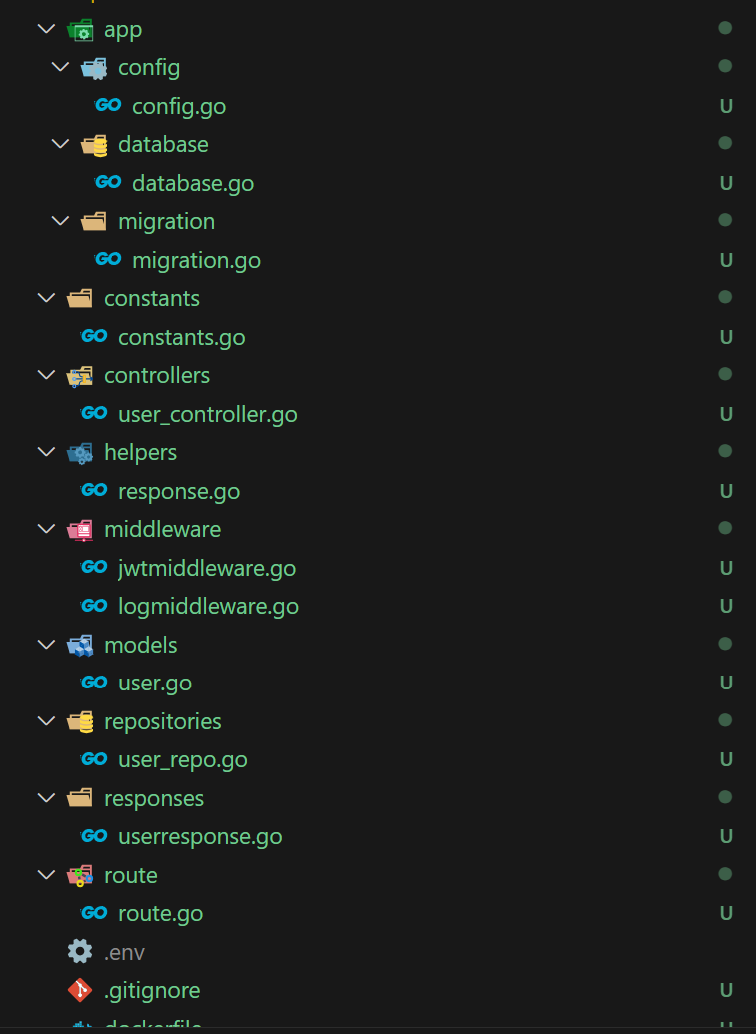 app
config
GO config.go U
database
GO database.go U
migration
GO migration.go U
constants
GO constants.go U
controllers
GO user_controller.go U
helpers
GO response.go U
middleware
GO jwtmiddleware.go U
GO logmiddleware.go U
models
GO user.go U
repositories
GO user_repo.go U
responses
GO userresponse.go U
route
GO route.go U
.env
.gitignore U
dockerfile U